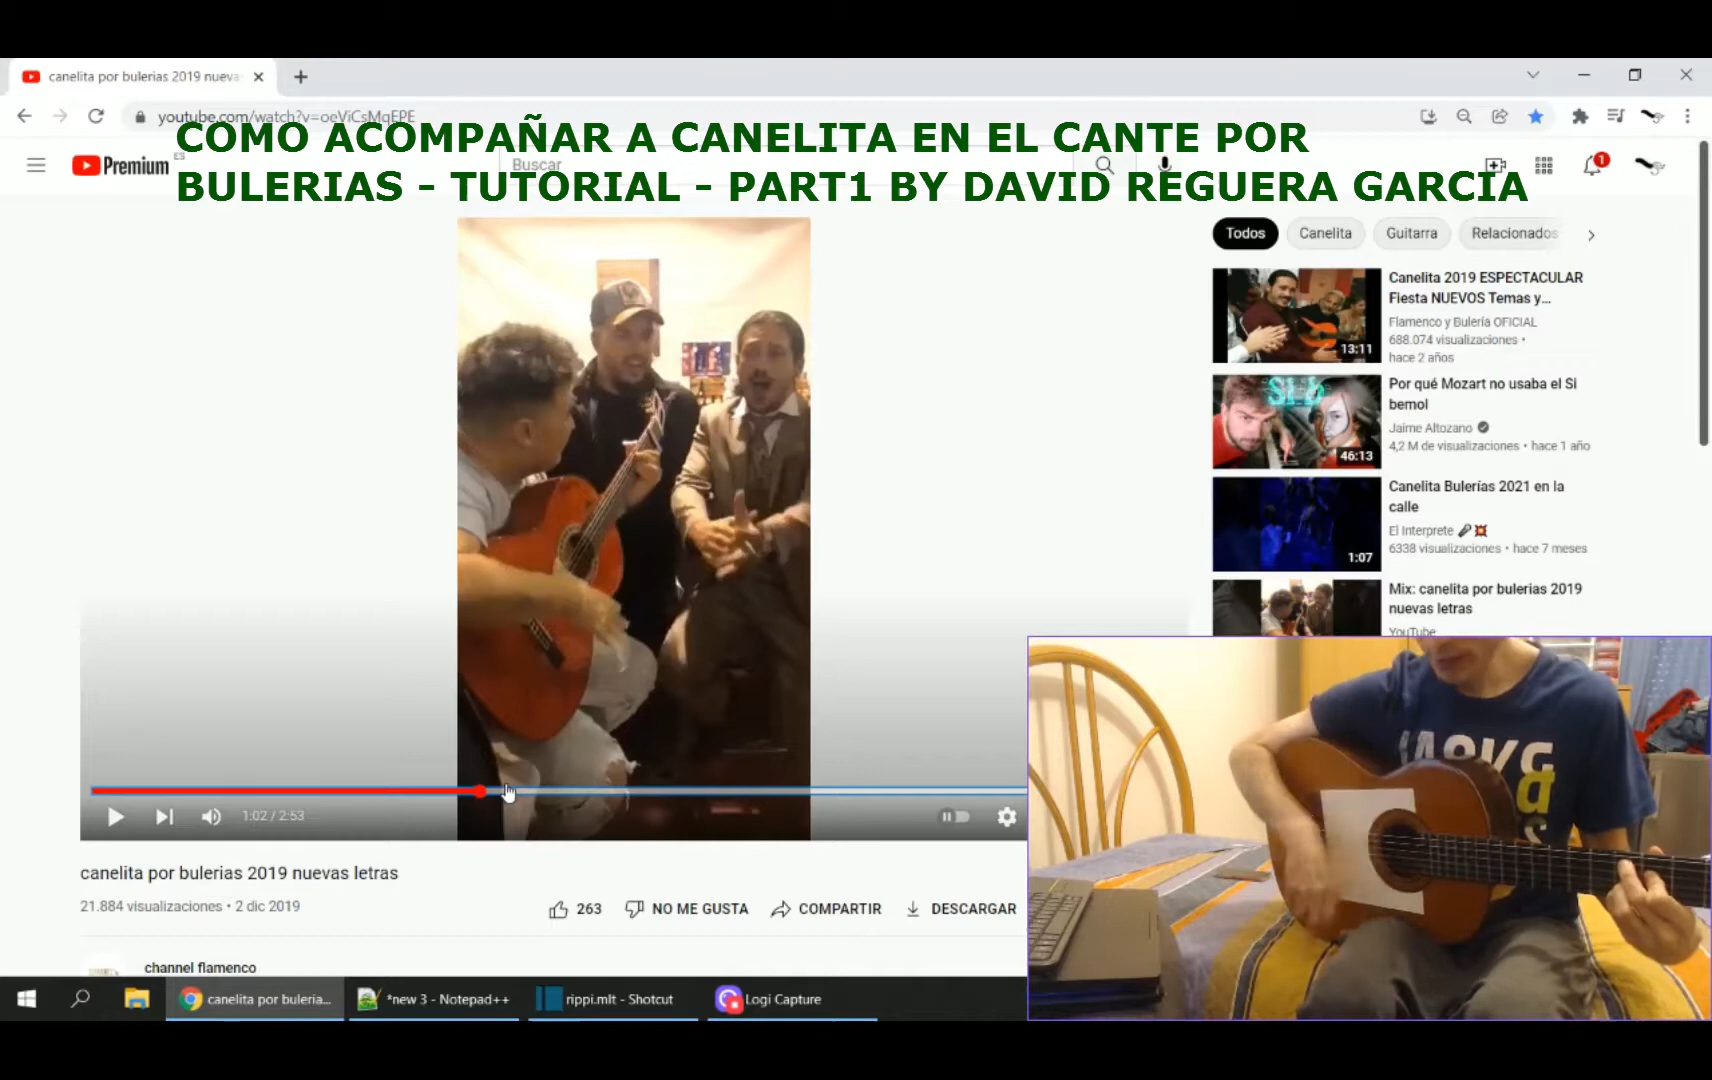 canelita por bulerias 2019 nueva
youtube.com/watch?v=oeViCsMqEPE
COMO ACOMPAÑAR A CANELITA EN EL CANTE POR
BULERIAS - TUTORIAL - PART1 BY DAVID REGUERA GARCIA
Premium ES
Buscar
1
Todos
Canelita
Guitarra
Relacionados
Canelita 2019 ESPECTACULAR
Fiesta NUEVOS Temas y...
Flamenco y Bulería OFICIAL
688.074 visualizaciones •
hace 2 años
13:11
Por qué Mozart no usaba el Si
bemol
Jaime Altozano
4,2 M de visualizaciones • hace 1 año
46:13
Canelita Bulerías 2021 en la
calle
El Interprete
6338 visualizaciones • hace 7 meses
1:07
Mix: canelita por bulerias 2019
nuevas letras
YouTube
1:02 / 2:53
canelita por bulerias 2019 nuevas letras
21.884 visualizaciones • 2 dic 2019
263
NO ME GUSTA
COMPARTIR
DESCARGAR
channel flamenco
canelita por buleria...
*new 3 - Notepad++
rippi.mlt - Shotcut
Logi Capture